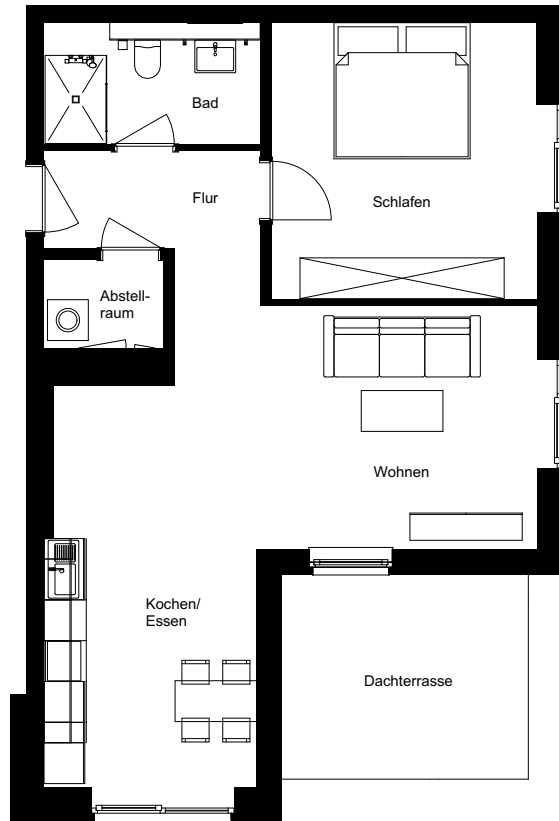 Bad
Flur
Schlafen
Abstell-
raum
Wohnen
Kochen/
Essen
Dachterrasse